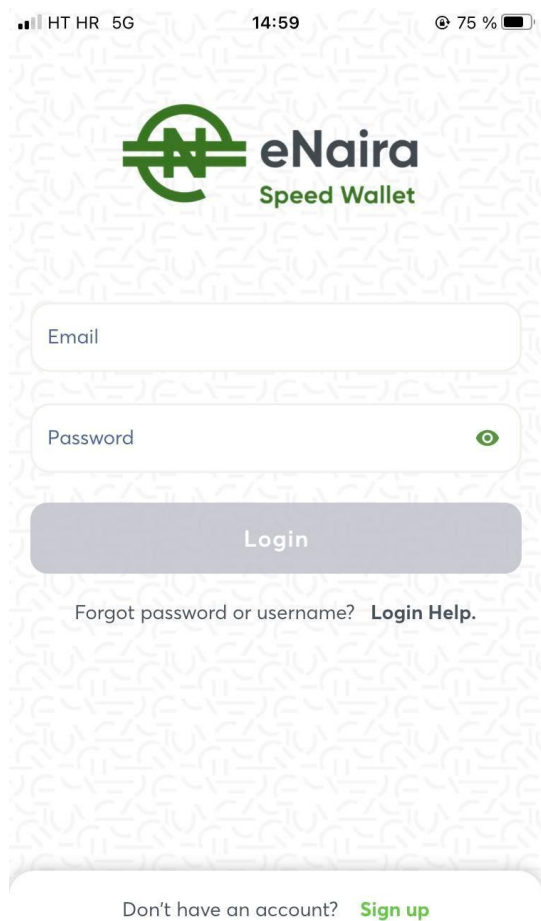 HT HR 5G 14:59 75 %
eNaira
Speed Wallet
Email
Password
Login
Forgot password or username? Login Help.
Don't have an account? Sign up